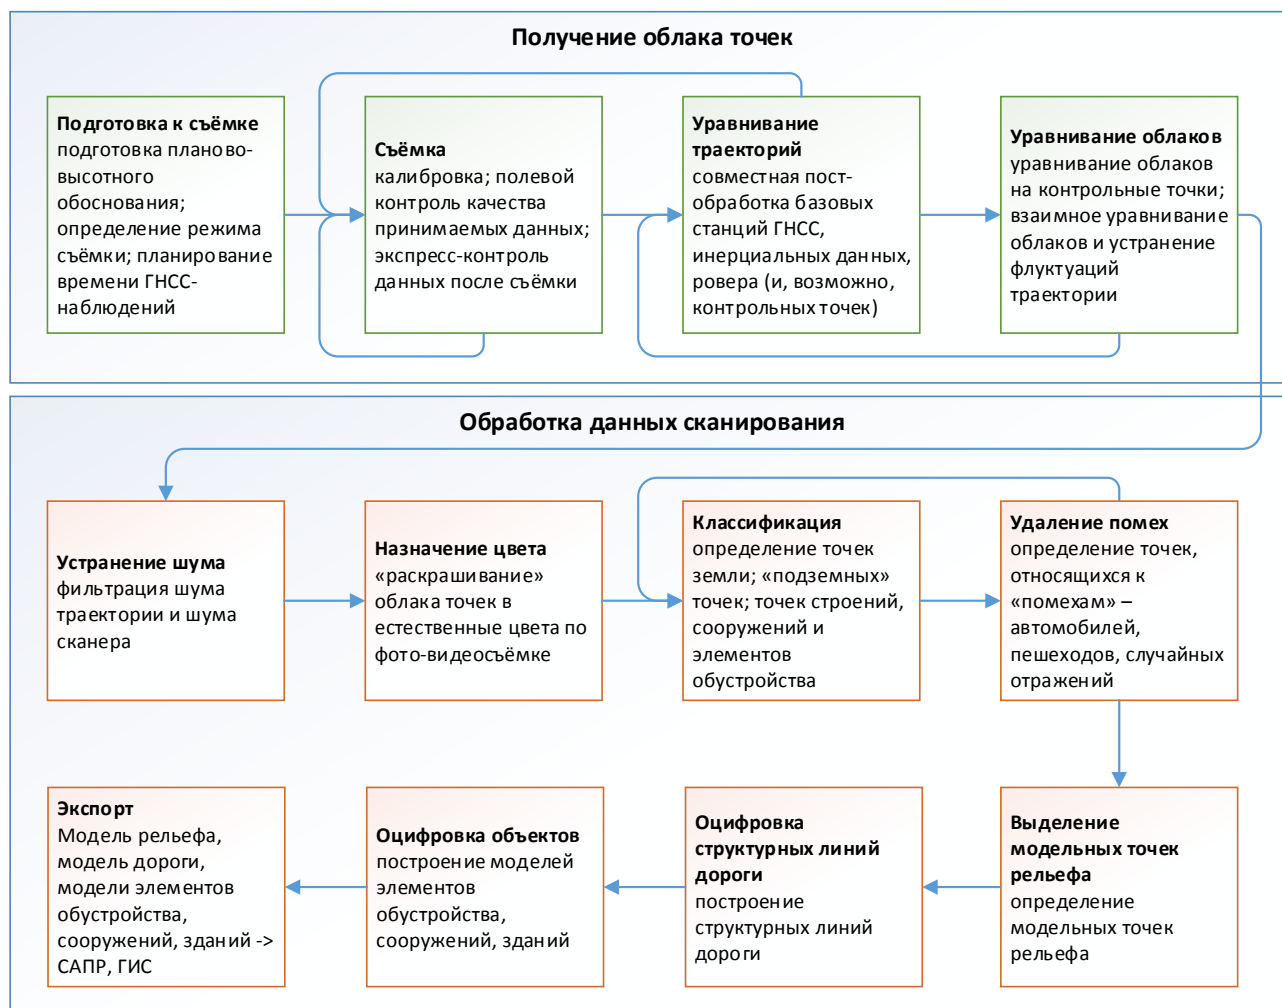 Получение облака точек
Подготовка к съёмке
подготовка планово-
высотного
обоснования;
определение режима
съёмки; планирование
времени ГНСС-
наблюдений
Съёмка
калибровка; полевой
контроль качества
принимаемых данных;
экспресс-контроль
данных после съёмки
Уравнивание
траекторий
совместная пост-
обработка базовых
станций ГНСС,
инерциальных данных,
ровера (и, возможно,
контрольных точек)
Уравнивание облаков
уравнивание облаков
на контрольные точки;
взаимное уравнивание
облаков и устранение
флуктуаций
траектории
Обработка данных сканирования
Устранение шума
фильтрация шума
траектории и шума
сканера
Назначение цвета
«раскрашивание»
облака точек в
естественные цвета по
фото-видеосъёмке
Классификация
определение точек
земли; «подземных»
точек; точек строений,
сооружений и
элементов
обустройства
Удаление помех
определение точек,
относящихся к
«помехам» –
автомобилей,
пешеходов, случайных
отражений
Экспорт
Модель рельефа,
модель дороги,
модели элементов
обустройства,
сооружений, зданий ->
САПР, ГИС
Оцифровка объектов
построение моделей
элементов
обустройства,
сооружений, зданий
Оцифровка
структурных линий
дороги
построение
структурных линий
дороги
Выделение
модельных точек
рельефа
определение
модельных точек
рельефа